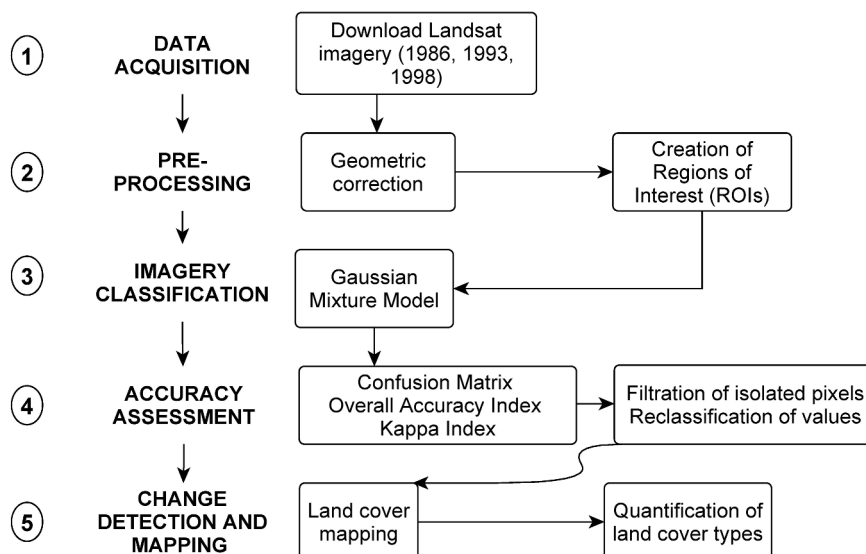 1
DATA
ACQUISITION
Download Landsat
imagery (1986, 1993,
1998)
2
PRE-
PROCESSING
Geometric
correction
Creation of
Regions of
Interest (ROIs)
3
IMAGERY
CLASSIFICATION
Gaussian
Mixture Model
4
ACCURACY
ASSESSMENT
Confusion Matrix
Overall Accuracy Index
Kappa Index
Filtration of isolated pixels
Reclassification of values
5
CHANGE
DETECTION AND
MAPPING
Land cover
mapping
Quantification of
land cover types